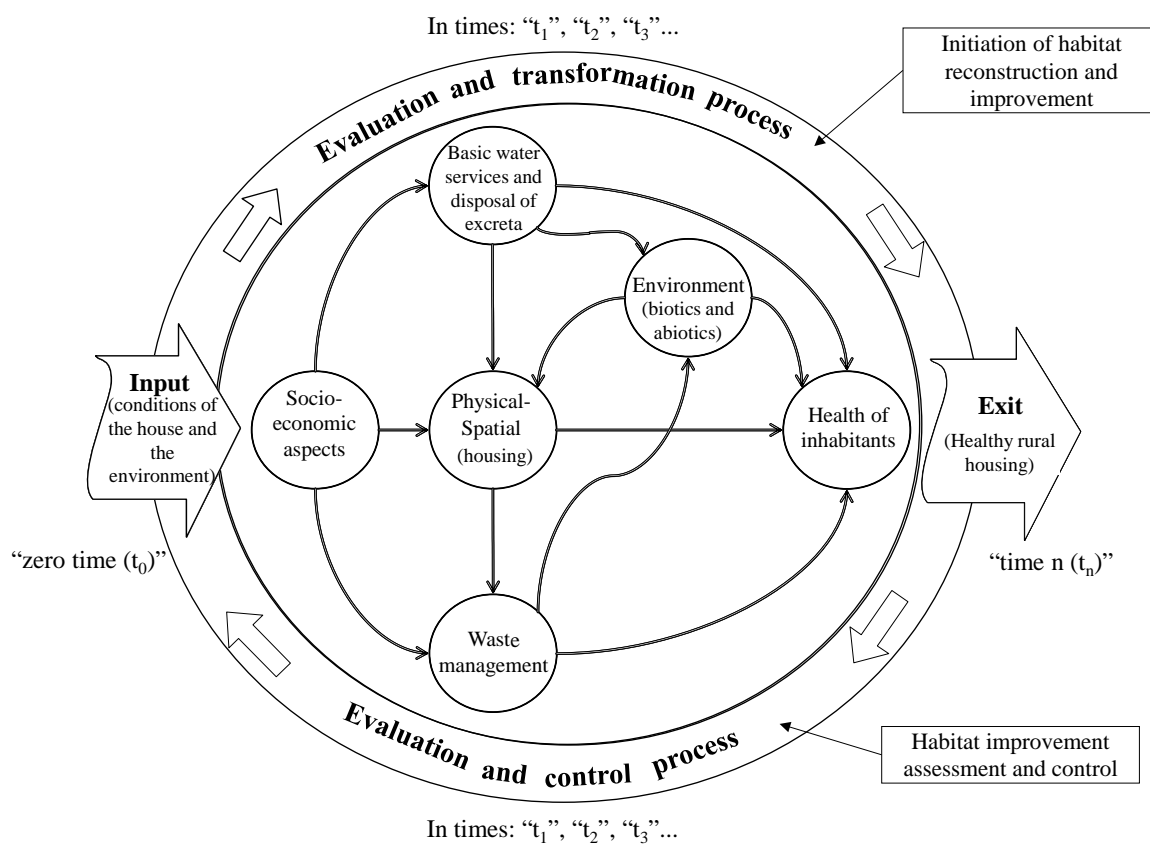 In times: “t₁”, “t₂”, “t₃”...
Initiation of habitat
reconstruction and
improvement
Evaluation and transformation process
Basic water
services and
disposal of
excreta
Environment
(biotics and
abiotics)
Input
(conditions of
the house and
the
environment)
Socio-
economic
aspects
Physical-
Spatial
(housing)
Health of
inhabitants
Exit
(Healthy rural
housing)
“zero time (t₀)”
“time n (tₙ)”
Waste
management
Evaluation and control process
Habitat improvement
assessment and control
In times: “t₁”, “t₂”, “t₃”...